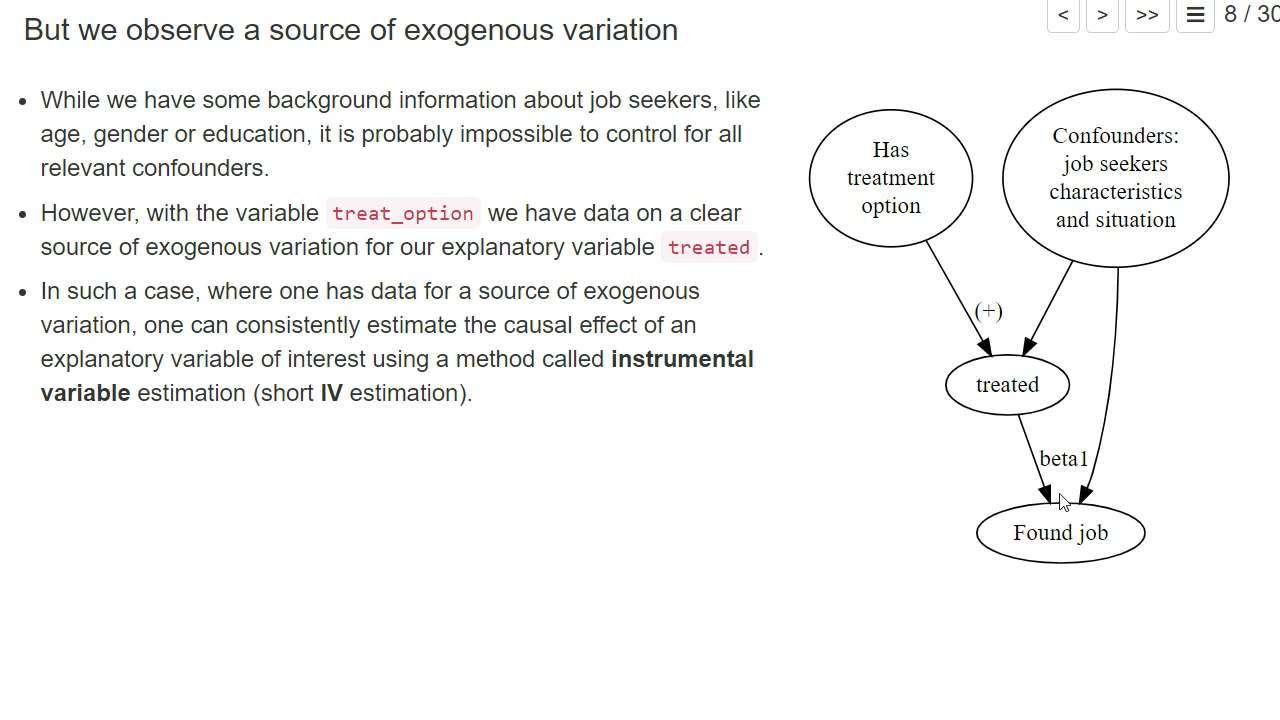 But we observe a source of exogenous variation
< > >> ☰ 8 / 30
• While we have some background information about job seekers, like
age, gender or education, it is probably impossible to control for all
relevant confounders.
• However, with the variable treat_option we have data on a clear
source of exogenous variation for our explanatory variable treated.
• In such a case, where one has data for a source of exogenous
variation, one can consistently estimate the causal effect of an
explanatory variable of interest using a method called instrumental
variable estimation (short IV estimation).
Has
treatment
option
Confounders:
job seekers
characteristics
and situation
(+)
treated
beta1
Found job